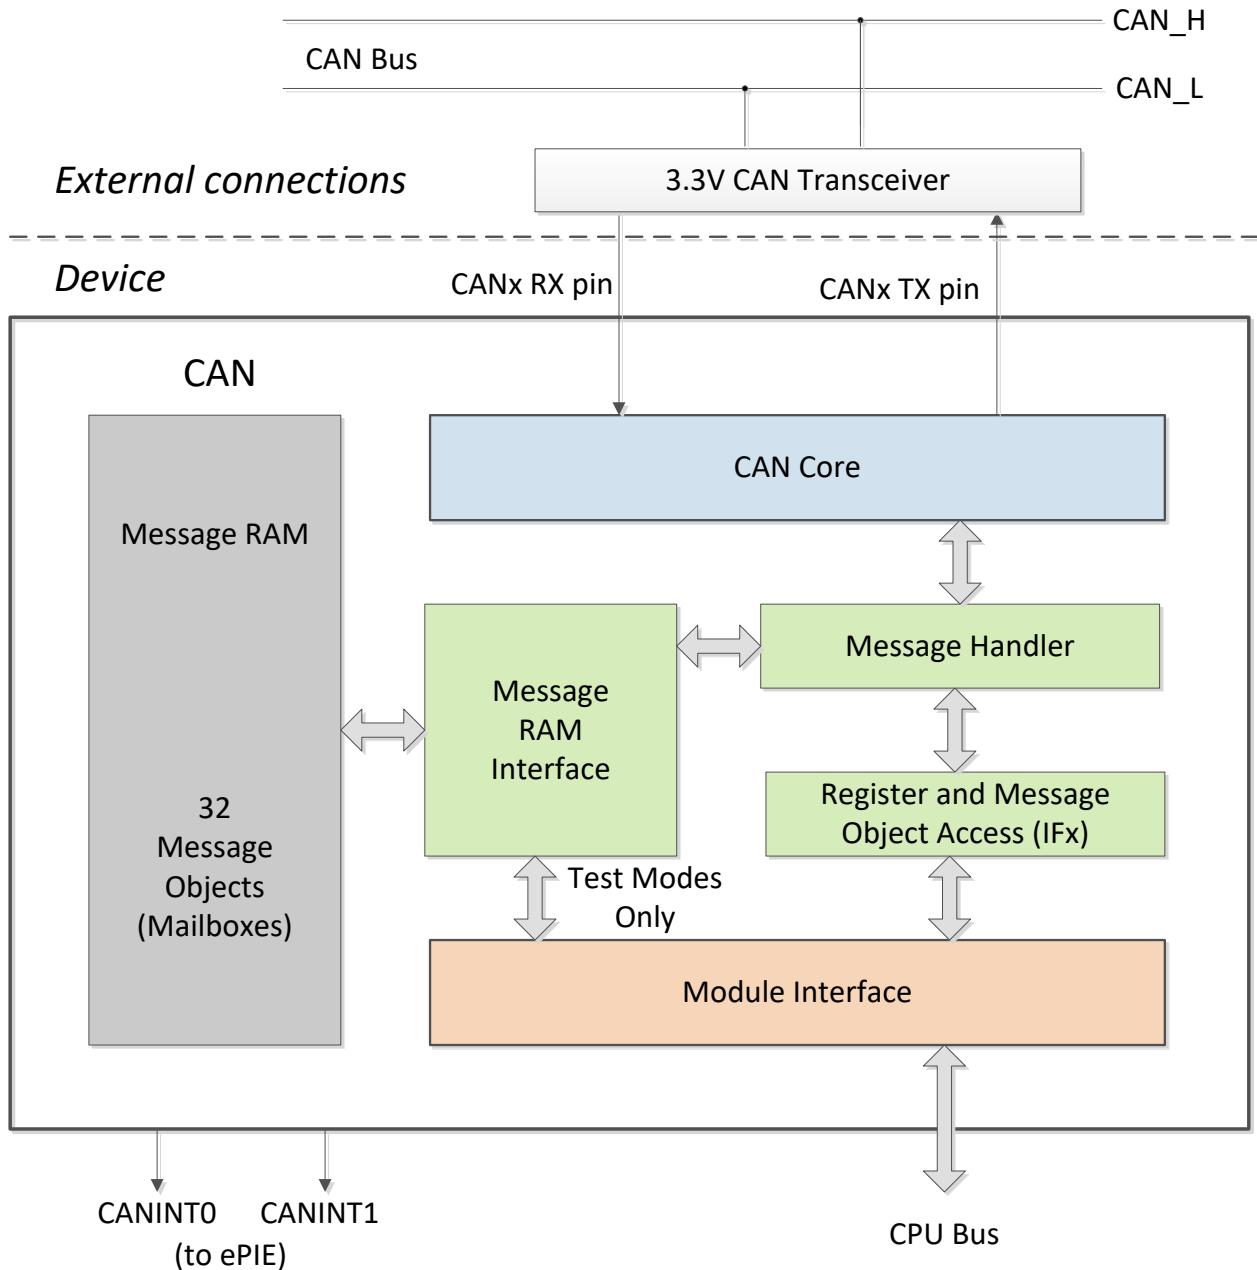 CAN_H
CAN Bus
CAN_L
External connections
3.3V CAN Transceiver
Device
CANx RX pin
CANx TX pin
CAN
CAN Core
Message RAM
Message Handler
Message
RAM
Interface
32
Message
Objects
(Mailboxes)
Register and Message
Object Access (IFx)
Test Modes
Only
Module Interface
CANINT0
CANINT1
(to ePIE)
CPU Bus